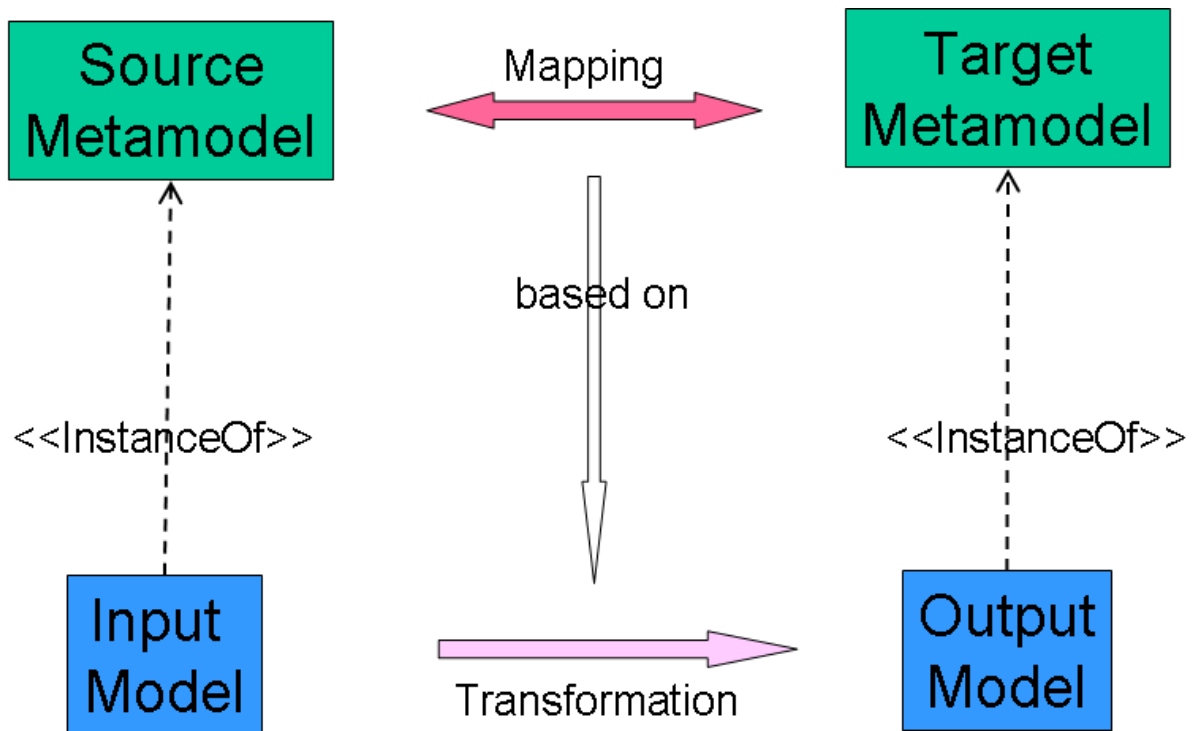 Source
Metamodel
Mapping
Target
Metamodel
based on
<<InstanceOf>>
<<InstanceOf>>
Input
Model
Transformation
Output
Model